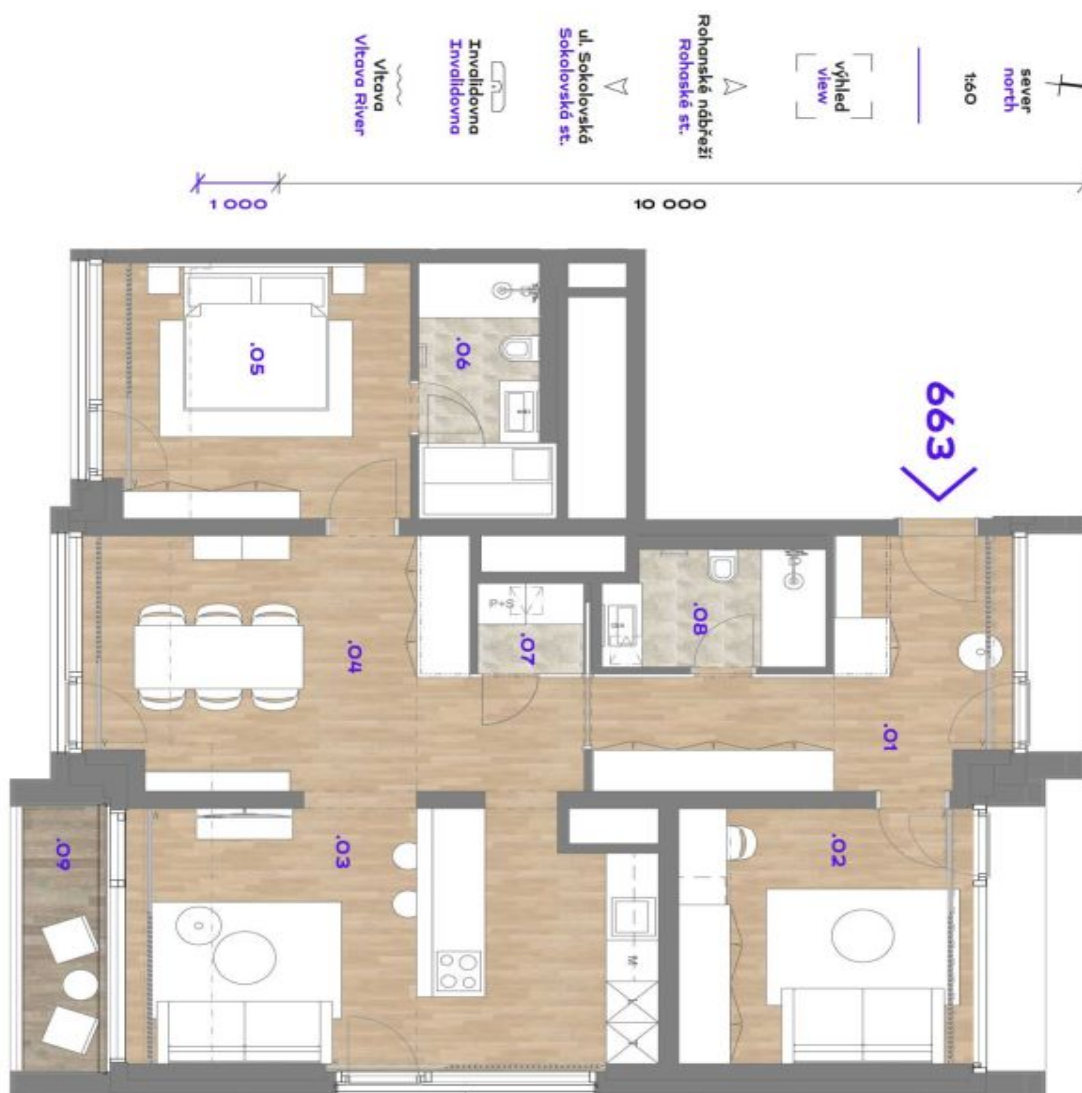 sever
north
1:60
výhled
view
Rohanské nábřeží
Rohaské st.
ul. Sokolovská
Sokolovská st.
Invalidovna
Invalidovna
Vltava
Vltava River
1 000
10 000
663
.05
.06
.04
P+S
.07
.08
.01
.03
.02
.09
M